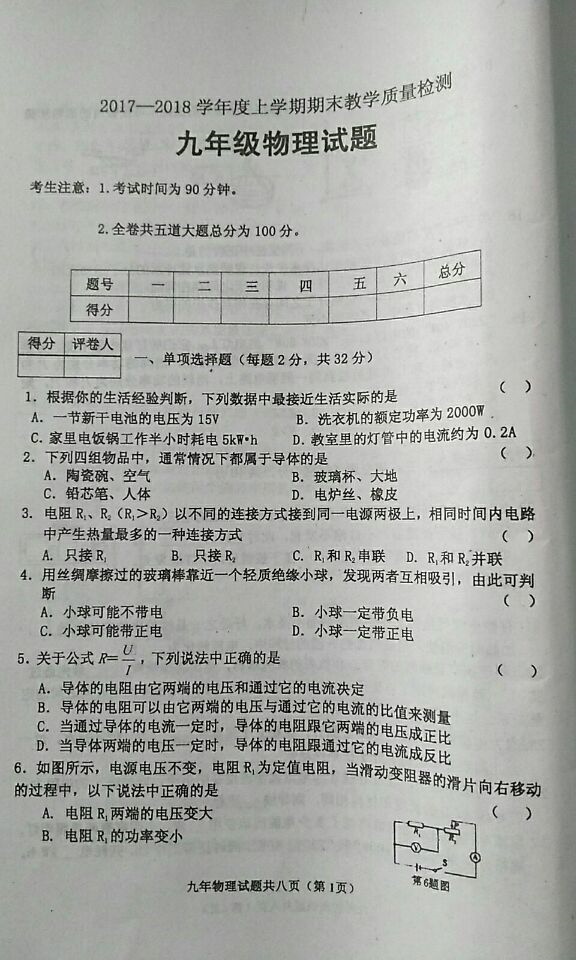 2017—2018 学年度上学期期末教学质量检测
九年级物理试题
考生注意：1.考试时间为 90 分钟。
2.全卷共五道大题总分为 100 分。
题号 一 二 三 四 五 六 总分
得分
得分 评卷人
一、单项选择题（每题 2 分，共 32 分）
1．根据你的生活经验判断，下列数据中最接近生活实际的是 （ ）
A．一节新干电池的电压为 15V B．洗衣机的额定功率为 2000W
C．家里电饭锅工作半小时耗电 5kW•h D．教室里的灯管中的电流约为 0.2A
2．下列四组物品中，通常情况下都属于导体的是 （ ）
A．陶瓷碗、空气 B．玻璃杯、大地
C．铅芯笔、人体 D．电炉丝、橡皮
3．电阻 R₁、R₂（R₁＞R₂）以不同的连接方式接到同一电源两极上，相同时间内电路
中产生热量最多的一种连接方式 （ ）
A．只接 R₁ B．只接 R₂ C．R₁和 R₂串联 D．R₁和 R₂并联
4．用丝绸摩擦过的玻璃棒靠近一个轻质绝缘小球，发现两者互相吸引，由此可判
断 （ ）
A．小球可能不带电 B．小球一定带负电
C．小球可能带正电 D．小球一定带正电
5．关于公式 R=U/I，下列说法中正确的是 （ ）
A．导体的电阻由它两端的电压和通过它的电流决定
B．导体的电阻可以由它两端的电压与通过它的电流的比值来测量
C．当通过导体的电流一定时，导体的电阻跟它两端的电压成正比
D．当导体两端的电压一定时，导体的电阻跟通过它的电流成反比
6．如图所示，电源电压不变，电阻 R₁为定值电阻，当滑动变阻器的滑片向右移动
的过程中，以下说法中正确的是 （ ）
A．电阻 R₁两端的电压变大
B．电阻 R₁的功率变小
P
R₁
V
A
S
第6题图
九年物理试题共八页（第 1页）